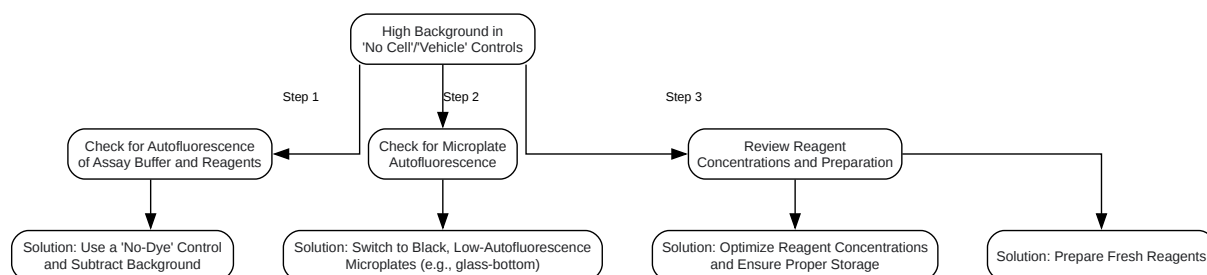 High Background in
'No Cell'/'Vehicle' Controls
Step 1
Step 2
Step 3
Check for Autofluorescence
of Assay Buffer and Reagents
Check for Microplate
Autofluorescence
Review Reagent
Concentrations and Preparation
Solution: Use a 'No-Dye' Control
and Subtract Background
Solution: Switch to Black, Low-Autofluorescence
Microplates (e.g., glass-bottom)
Solution: Optimize Reagent Concentrations
and Ensure Proper Storage
Solution: Prepare Fresh Reagents